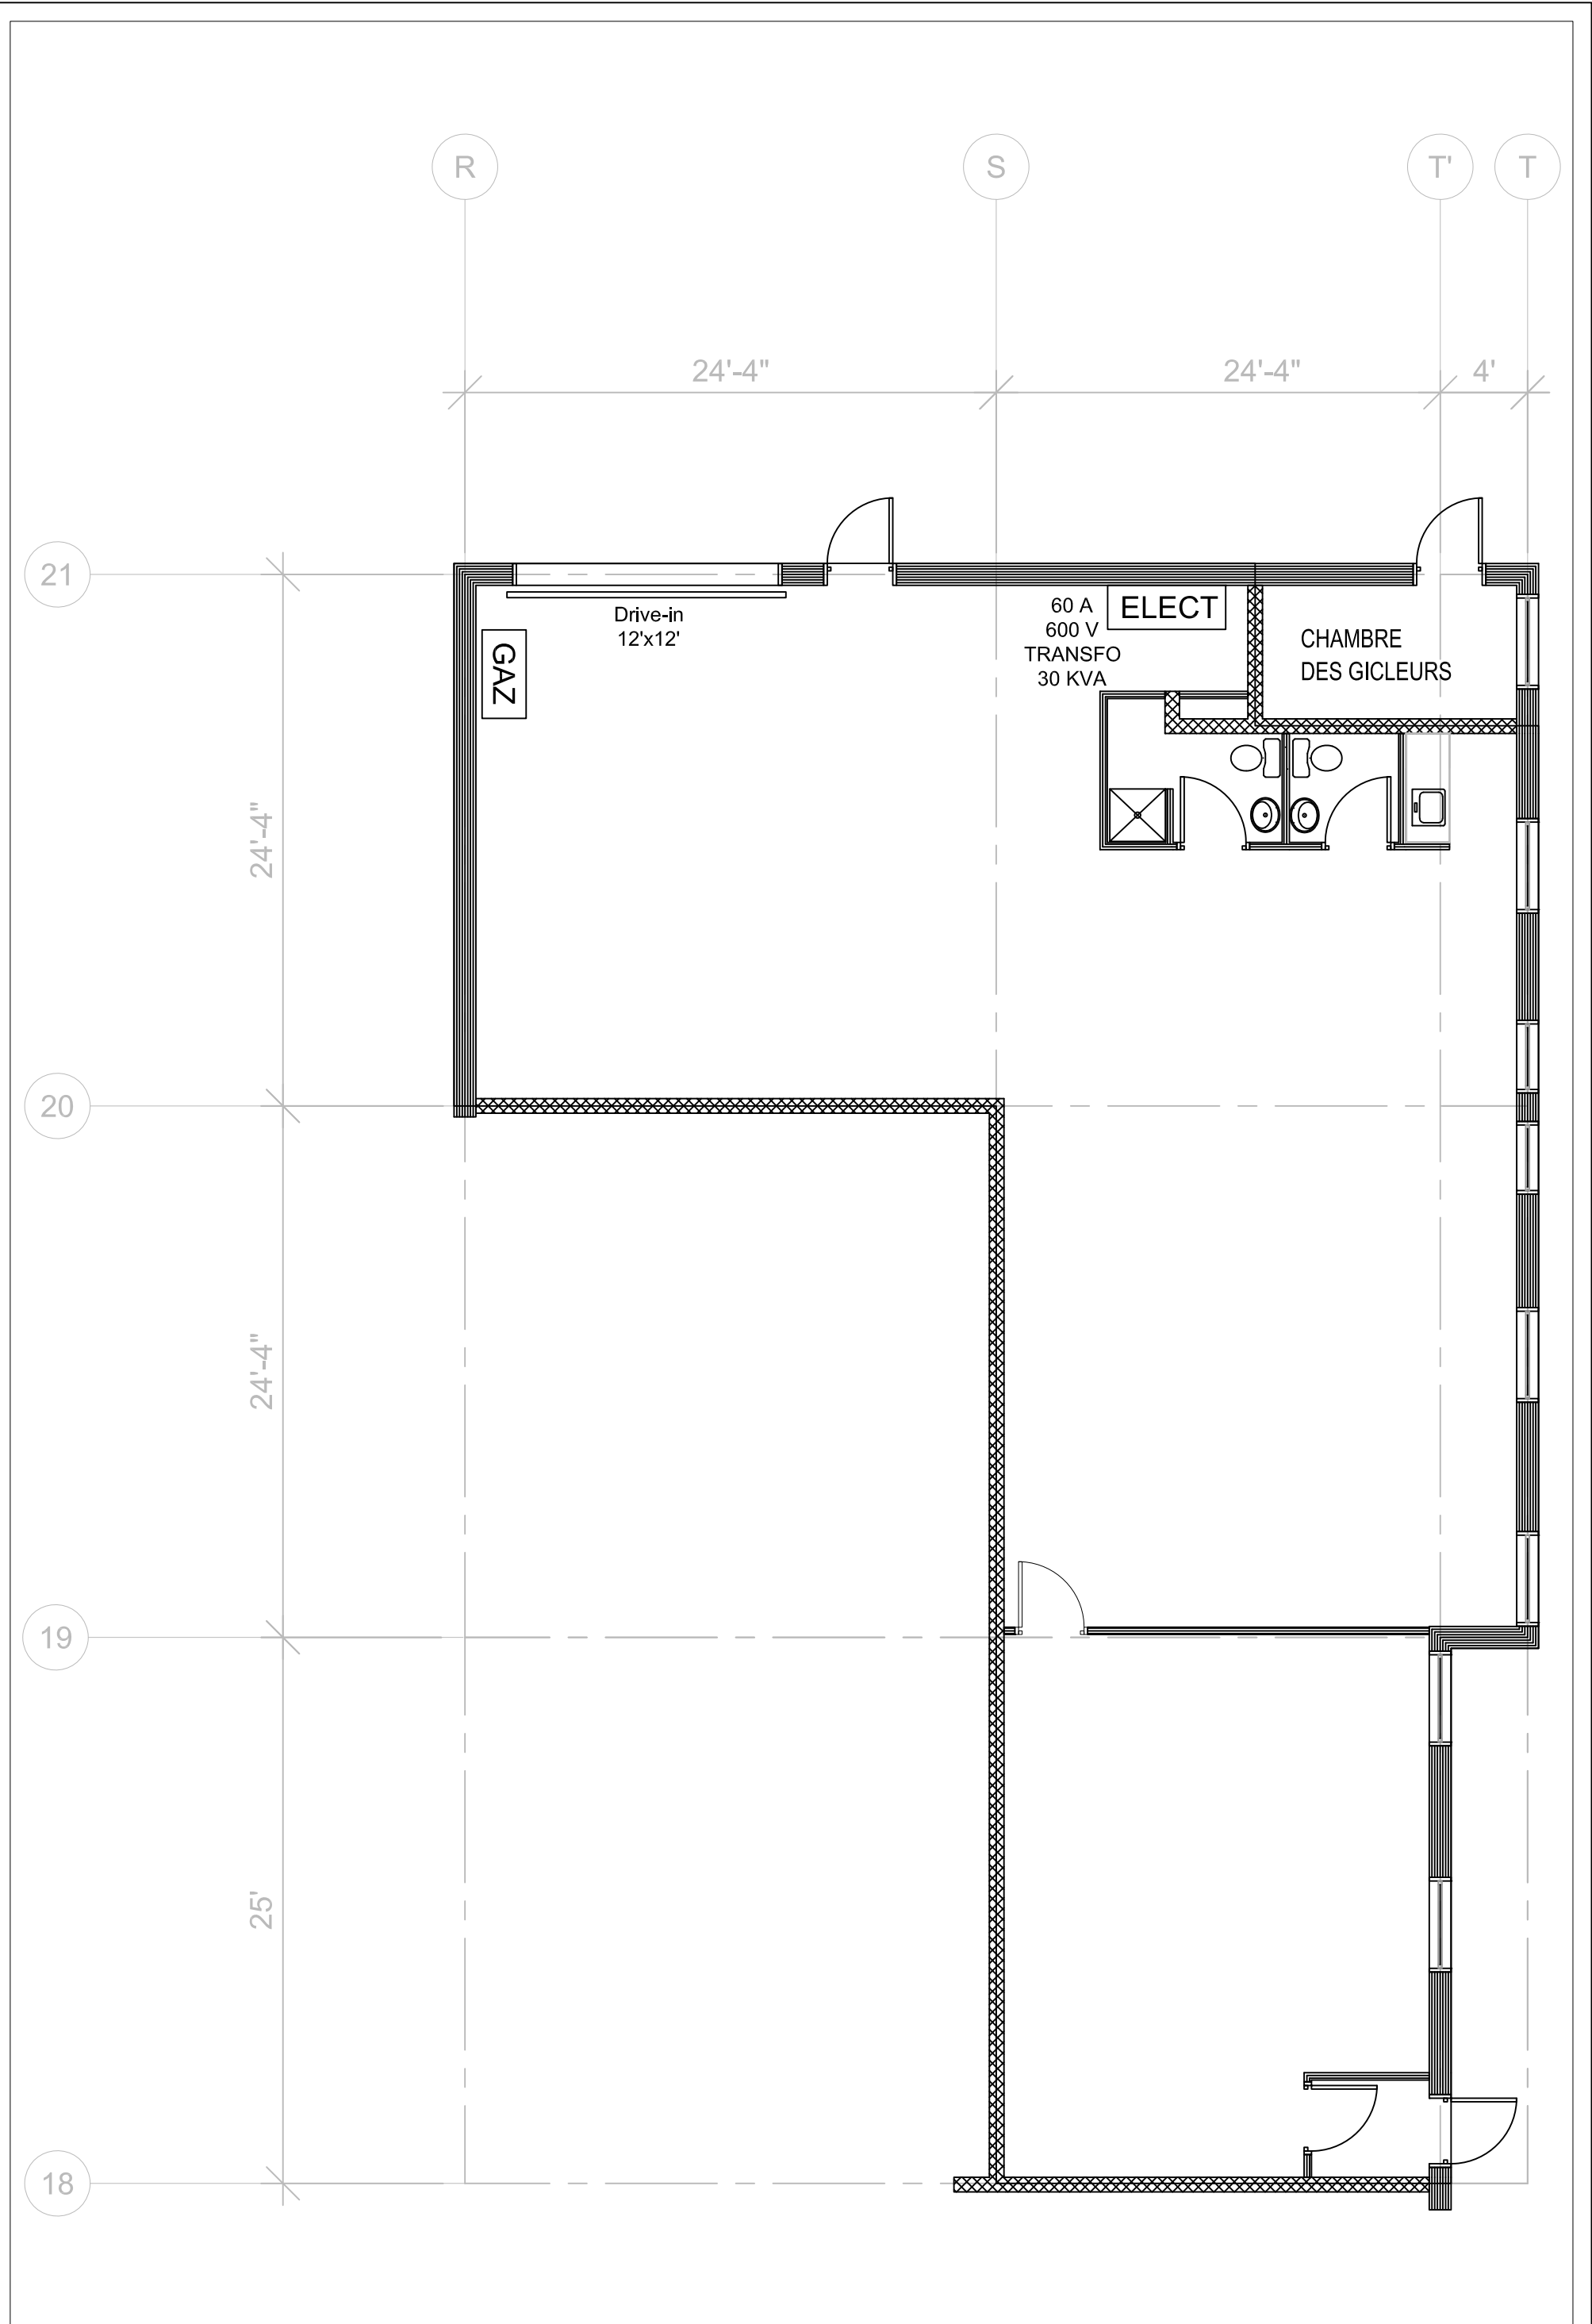 R
S
T'
T
24'-4"
24'-4"
4'
21
Drive-in
12'x12'
GAZ
60 A
600 V
TRANSFO
30 KVA
ELECT
CHAMBRE
DES GICLEURS
24'-4"
20
24'-4"
19
25'
18